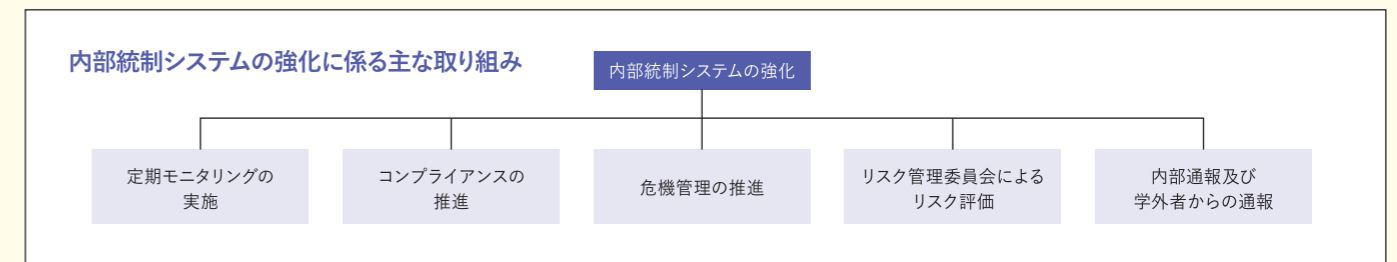 内部統制システムの強化に係る主な取り組み
内部統制システムの強化
定期モニタリングの
実施
コンプライアンスの
推進
危機管理の推進
リスク管理委員会による
リスク評価
内部通報及び
学外者からの通報